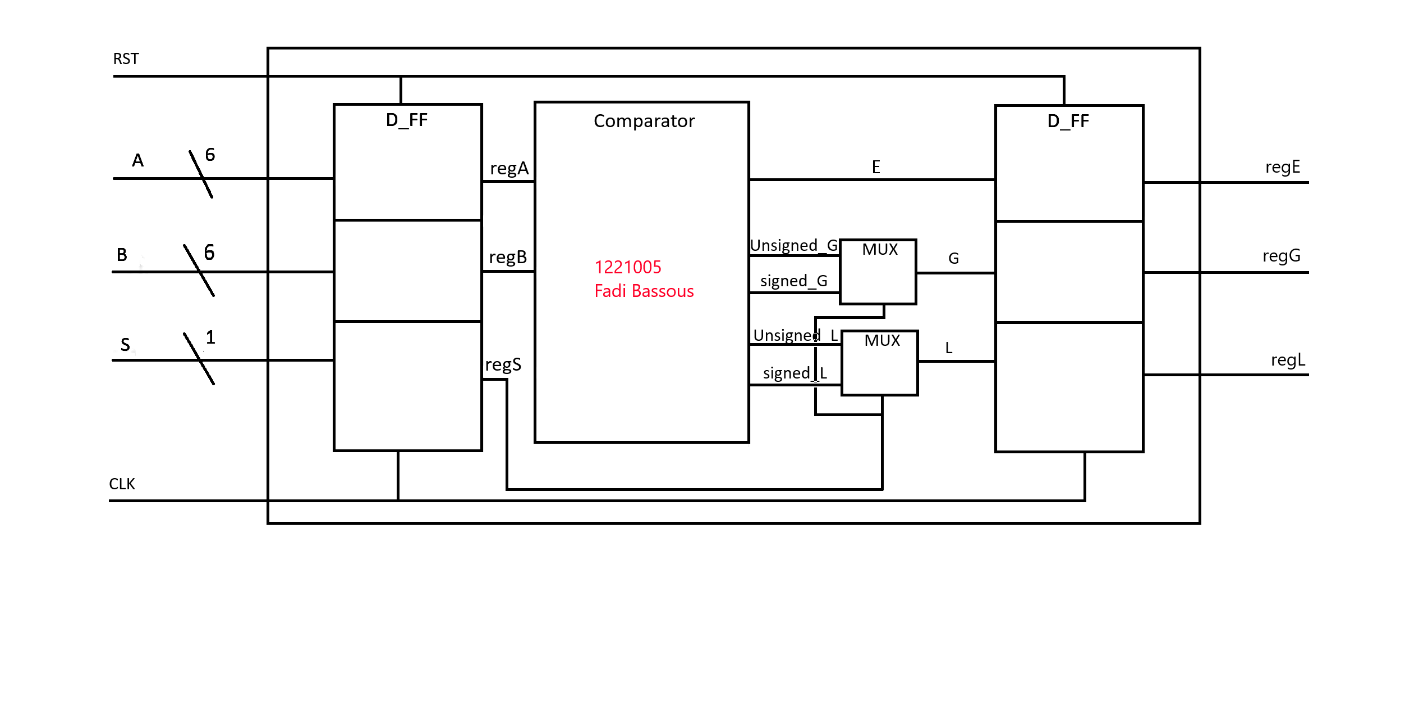 RST
D_FF
Comparator
D_FF
A
6
regA
E
regE
B
6
regB
Unsigned_G
MUX
G
regG
1221005
signed_G
Fadi Bassous
S
1
regS
Unsigned_L
MUX
L
regL
signed_L
CLK